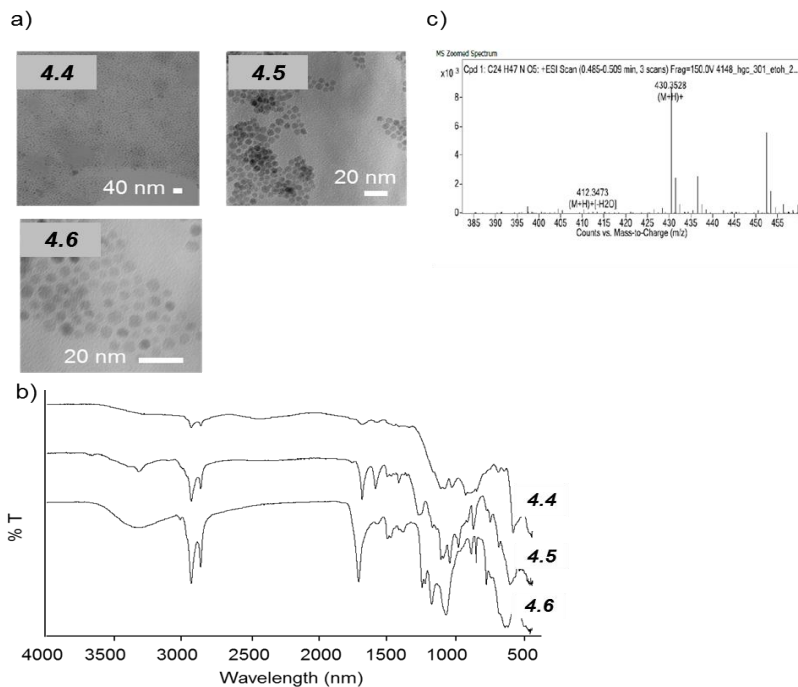 a)
4.4
40 nm
4.5
20 nm
4.6
20 nm
c)
MS Zoomed Spectrum
x10 -3
Cpd 1: C24 H47 N O5: +ESI Scan (0.485-0.509 min, 3 scans) Frag=150.0V 4148_hgc_301_etoh_2...
430.3528
(M+H)+
412.3473
(M+H)+[-H2O]
8
6
4
2
0
385 390 395 400 405 410 415 420 425 430 435 440 445 450 455
Counts vs. Mass-to-Charge (m/z)
b)
% T
4.4
4.5
4.6
4000 3500 3000 2500 2000 1500 1000 500
Wavelength (nm)